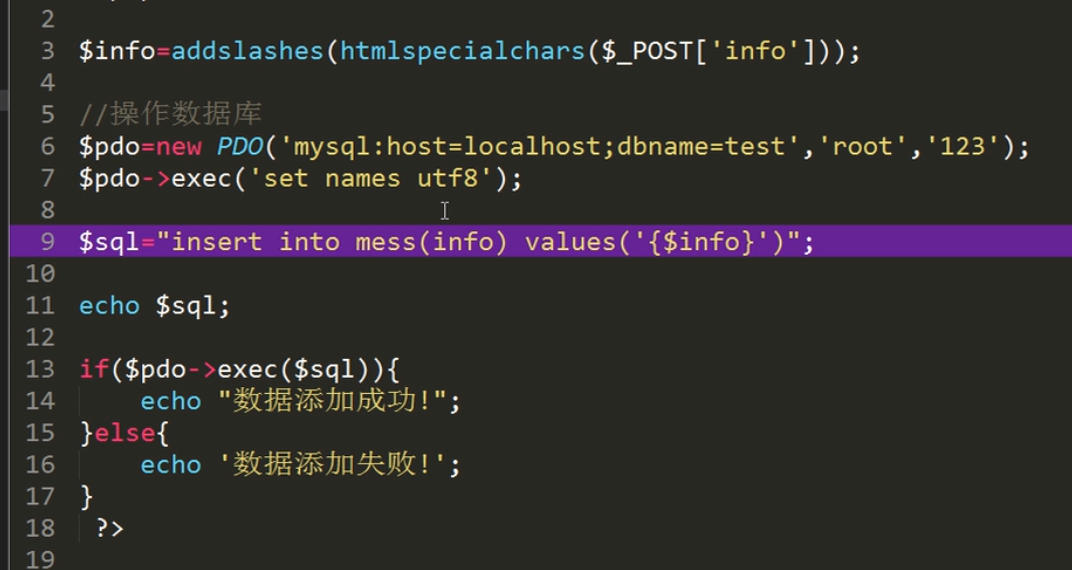 2
3 $info=addslashes(htmlspecialchars($_POST['info']));
4
5 //操作数据库
6 $pdo=new PDO('mysql:host=localhost;dbname=test','root','123');
7 $pdo->exec('set names utf8');
8
9 $sql="insert into mess(info) values('{$info}')";
10
11 echo $sql;
12
13 if($pdo->exec($sql)){
14     echo "数据添加成功!";
15 }else{
16     echo '数据添加失败!';
17 }
18  ?>
19